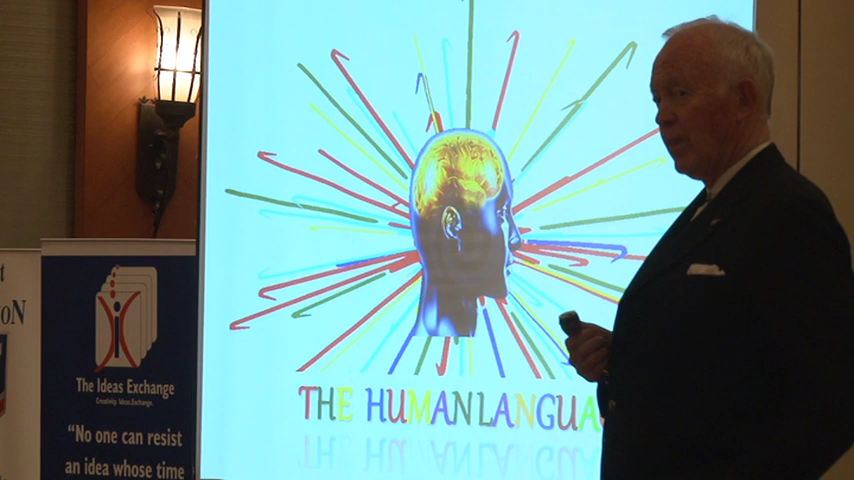 The Ideas Exchange
Creativity. Ideas. Exchange.
“No one can resist
an idea whose time
THE HUMANLANGUA